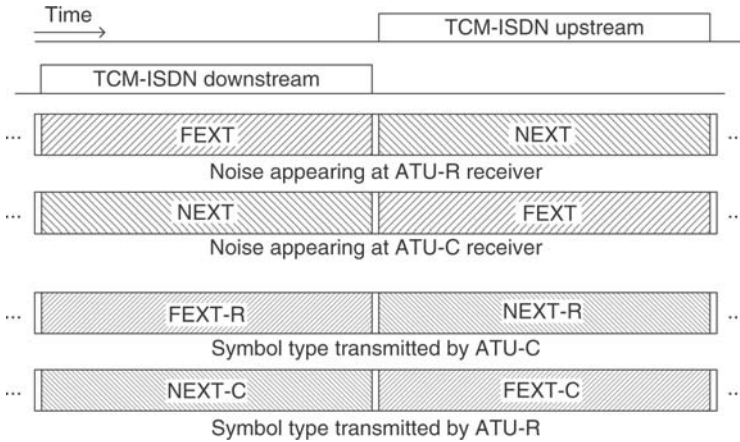 Time
TCM-ISDN upstream
TCM-ISDN downstream
... FEXT NEXT ...
Noise appearing at ATU-R receiver
... NEXT FEXT ...
Noise appearing at ATU-C receiver
... FEXT-R NEXT-R ...
Symbol type transmitted by ATU-C
... NEXT-C FEXT-C ...
Symbol type transmitted by ATU-R